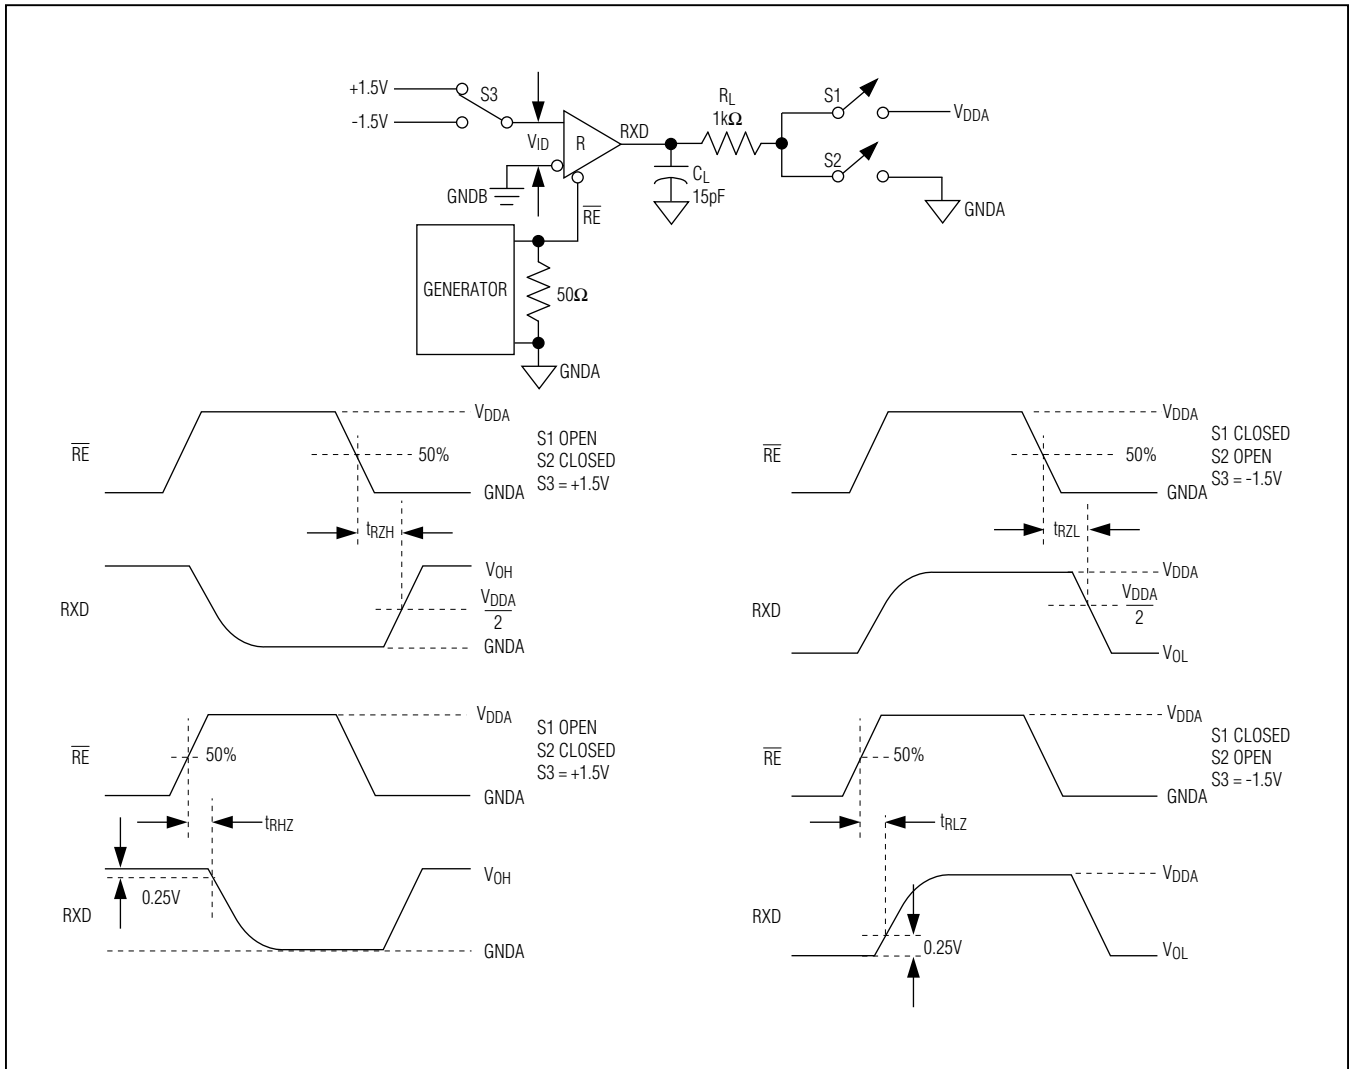 +1.5V
S3
-1.5V
VID
R
RXD
RL
1kΩ
S1
VDDA
S2
GNDB
RE
CL
15pF
GNDA
GENERATOR
50Ω
GNDA
RE
VDDA
50%
GNDA
S1 OPEN
S2 CLOSED
S3 = +1.5V
tRZH
RXD
VOH
VDDA
2
GNDA
RE
VDDA
50%
GNDA
S1 CLOSED
S2 OPEN
S3 = -1.5V
tRZL
RXD
VDDA
VDDA
2
VOL
RE
VDDA
50%
GNDA
S1 OPEN
S2 CLOSED
S3 = +1.5V
tRHZ
RXD
0.25V
VOH
GNDA
RE
VDDA
50%
GNDA
S1 CLOSED
S2 OPEN
S3 = -1.5V
tRLZ
RXD
VDDA
0.25V
VOL